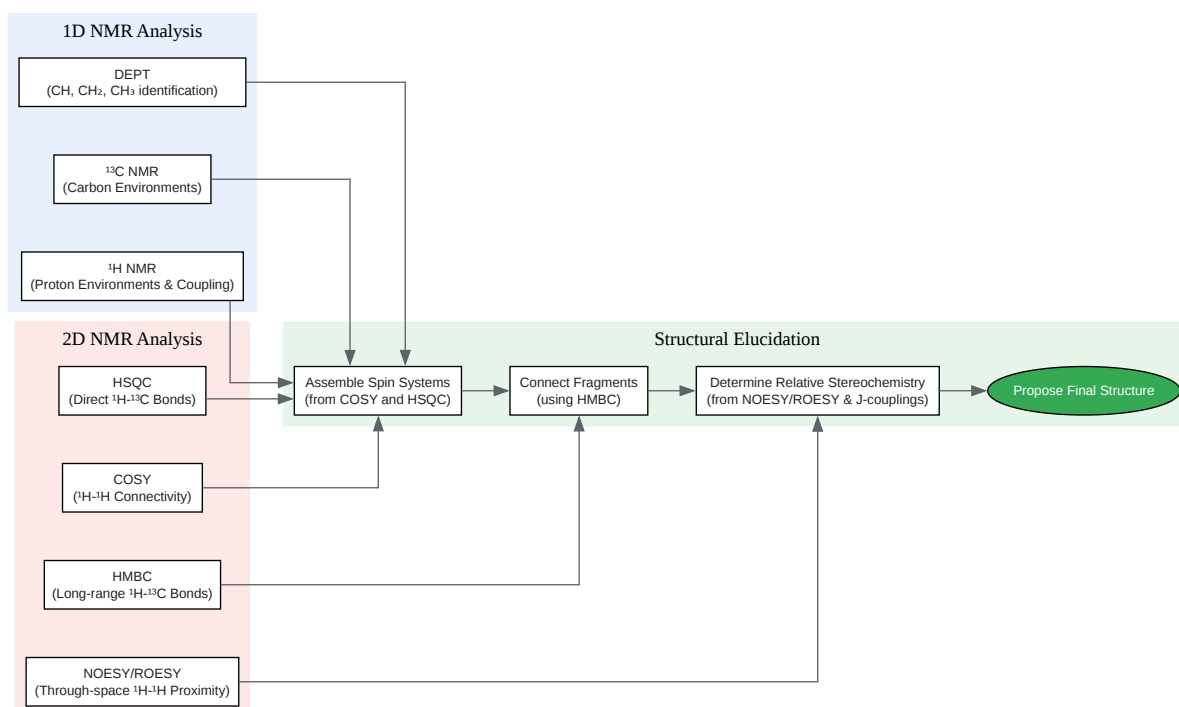 1D NMR Analysis
DEPT
(CH, CH₂, CH₃ identification)
¹³C NMR
(Carbon Environments)
¹H NMR
(Proton Environments & Coupling)
2D NMR Analysis
HSQC
(Direct ¹H-¹³C Bonds)
COSY
(¹H-¹H Connectivity)
HMBC
(Long-range ¹H-¹³C Bonds)
NOESY/ROESY
(Through-space ¹H-¹H Proximity)
Structural Elucidation
Assemble Spin Systems
(from COSY and HSQC)
Connect Fragments
(using HMBC)
Determine Relative Stereochemistry
(from NOESY/ROESY & J-couplings)
Propose Final Structure